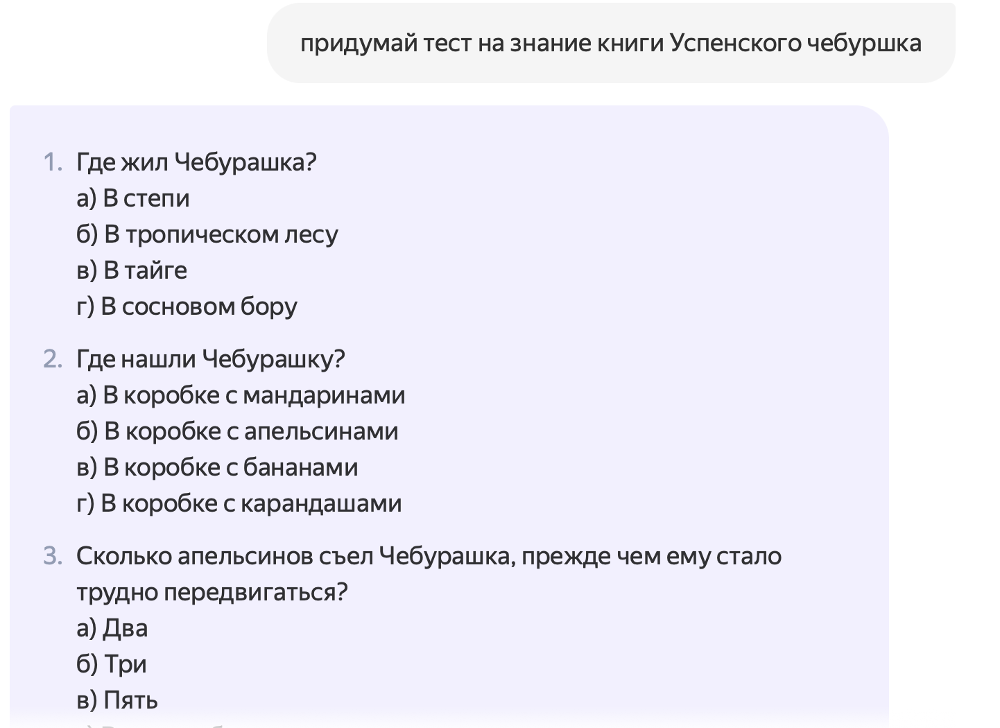 придумай тест на знание книги Успенского чебуршка
1. Где жил Чебурашка?
а) В степи
б) В тропическом лесу
в) В тайге
г) В сосновом бору
2. Где нашли Чебурашку?
а) В коробке с мандаринами
б) В коробке с апельсинами
в) В коробке с бананами
г) В коробке с карандашами
3. Сколько апельсинов съел Чебурашка, прежде чем ему стало
трудно передвигаться?
а) Два
б) Три
в) Пять